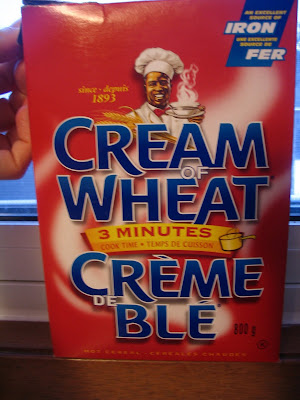 AN EXCELLENT
SOURCE OF
IRON
UNE EXCELLENTE
SOURCE DE
FER
since · depuis
1893
CREAM
OF
WHEAT
3 MINUTES
COOK TIME • TEMPS DE CUISSON
CRÈME
DE
BLÉ
800 g
HOT CEREAL • CÉRÉALES CHAUDES